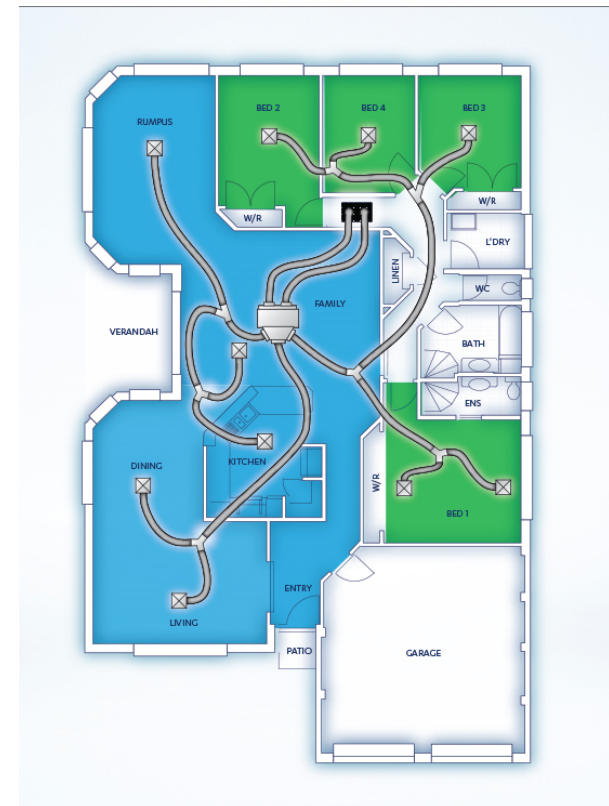 RUMPUS
BED 2
BED 4
BED 3
W/R
W/R
L'DRY
LINEN
WC
FAMILY
VERANDAH
BATH
ENS
KITCHEN
DINING
W/R
BED 1
ENTRY
LIVING
PATIO
GARAGE